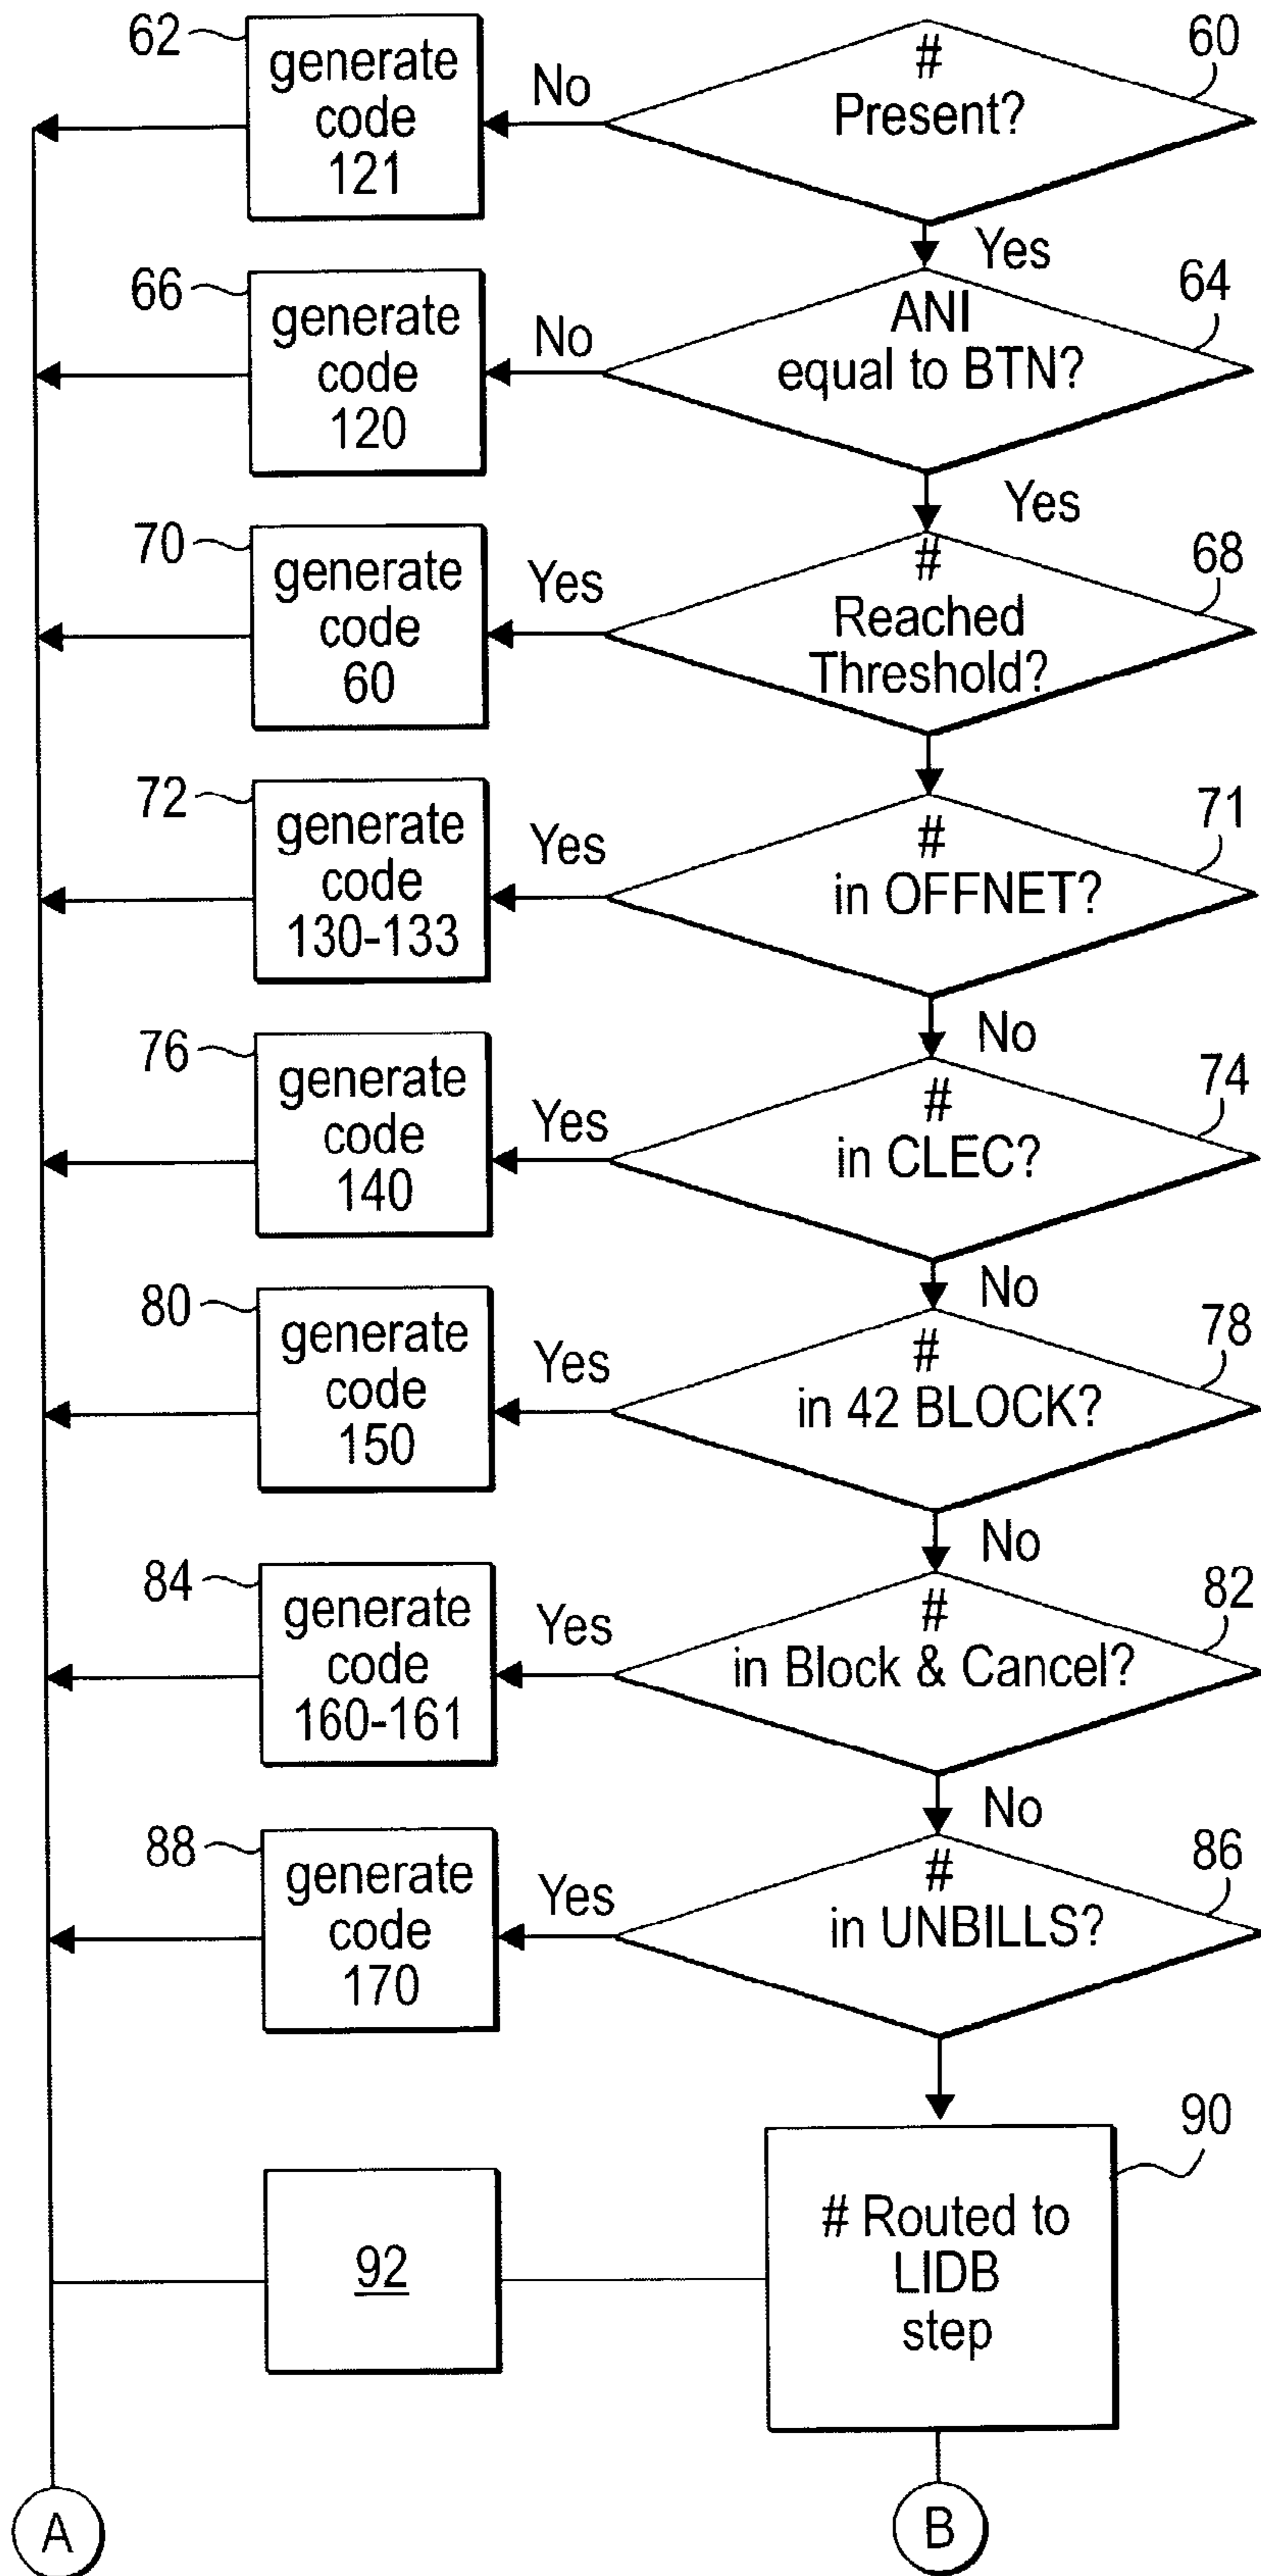 62
generate
code
121
No
#
Present?
60
Yes
66
generate
code
120
No
ANI
equal to BTN?
64
Yes
70
generate
code
60
Yes
#
Reached
Threshold?
68
72
generate
code
130-133
Yes
#
in OFFNET?
71
No
76
generate
code
140
Yes
#
in CLEC?
74
No
80
generate
code
150
Yes
#
in 42 BLOCK?
78
No
84
generate
code
160-161
Yes
#
in Block & Cancel?
82
No
88
generate
code
170
Yes
#
in UNBILLS?
86
92
# Routed to
LIDB
step
90
A
B